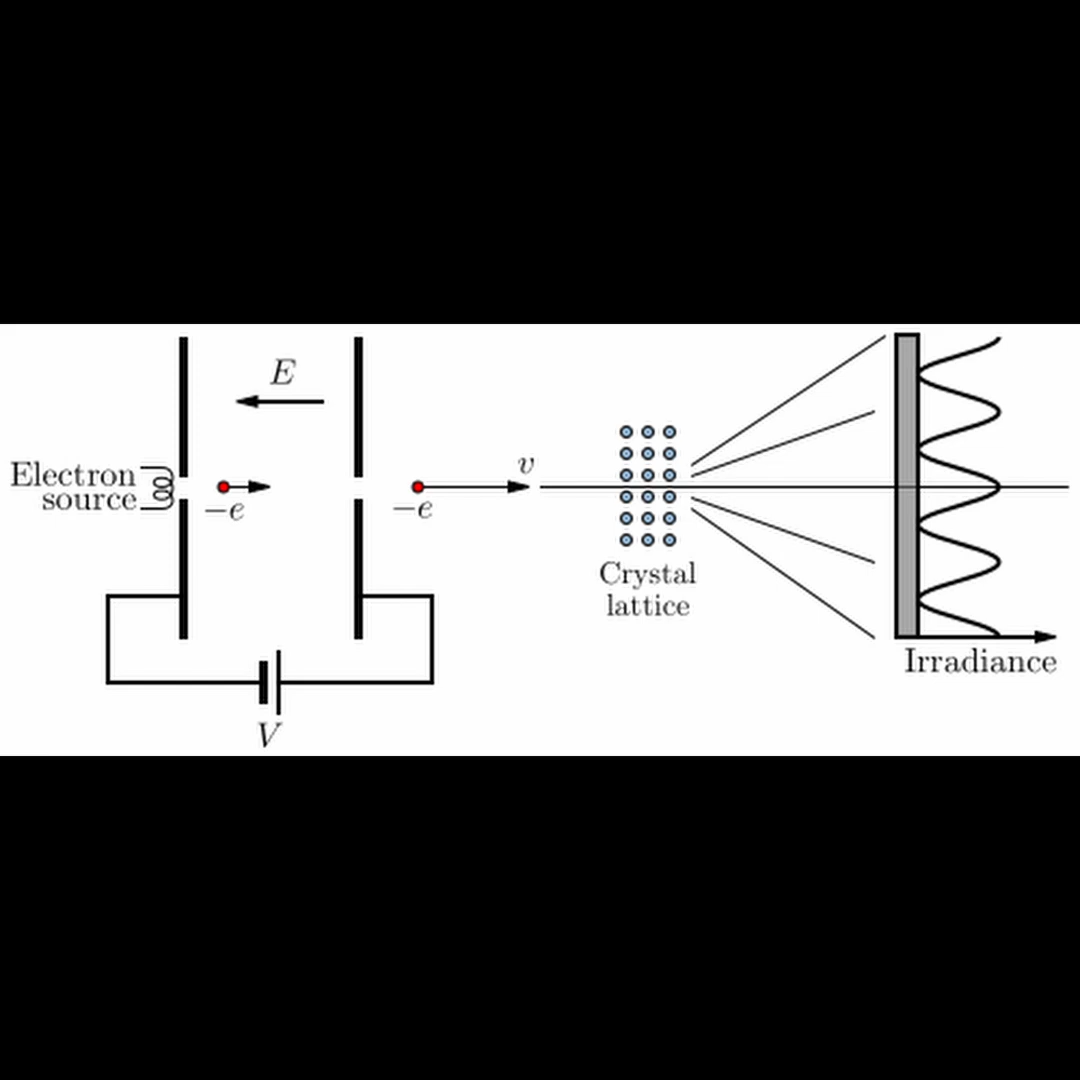 E
Electron
source
−e
−e
v
Crystal
lattice
Irradiance
V